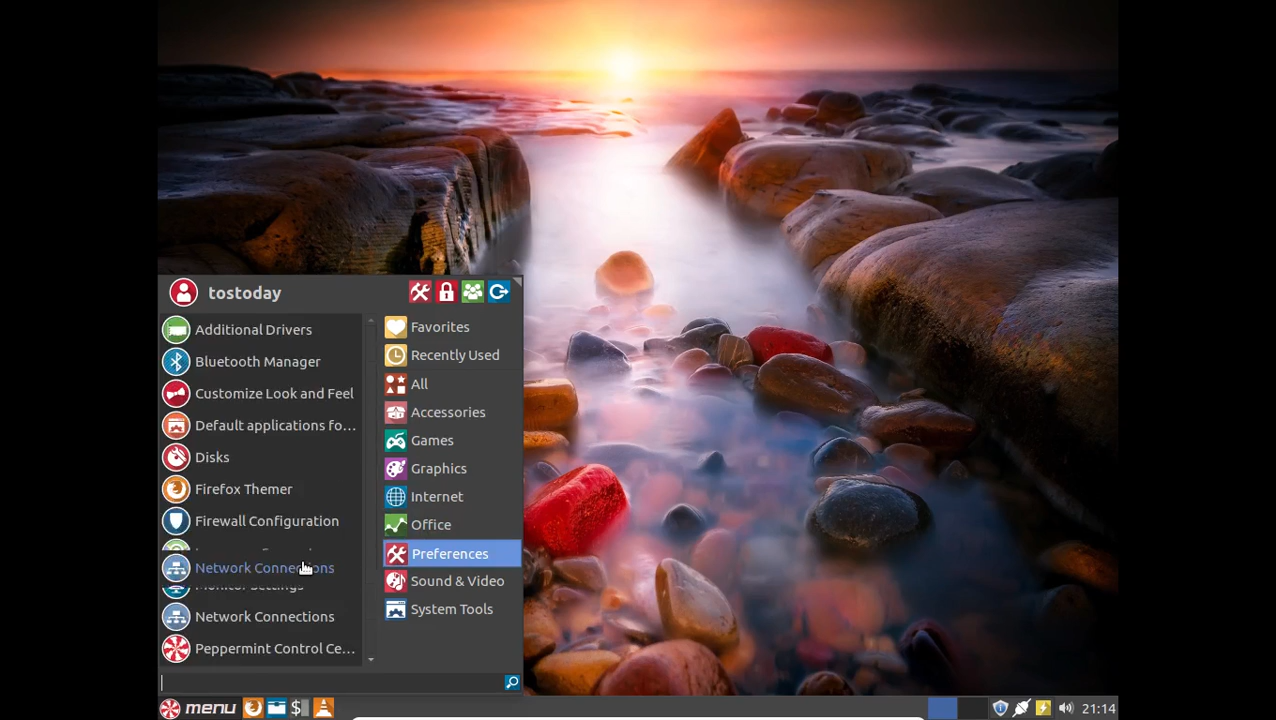 tostoday
Additional Drivers
Bluetooth Manager
Customize Look and Feel
Default applications fo...
Disks
Firefox Themer
Firewall Configuration
Network Connections
Monitor Settings
Network Connections
Peppermint Control Ce...
Favorites
Recently Used
All
Accessories
Games
Graphics
Internet
Office
Preferences
Sound & Video
System Tools
menu
$
21:14